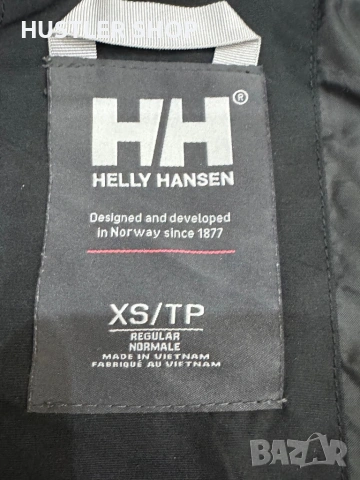 HUSTLER SHOP
HH®
HELLY HANSEN
Designed and developed
in Norway since 1877
XS/TP
REGULAR
NORMALE
MADE IN VIETNAM
FABRIQUÉ AU VIETNAM
BAZAR